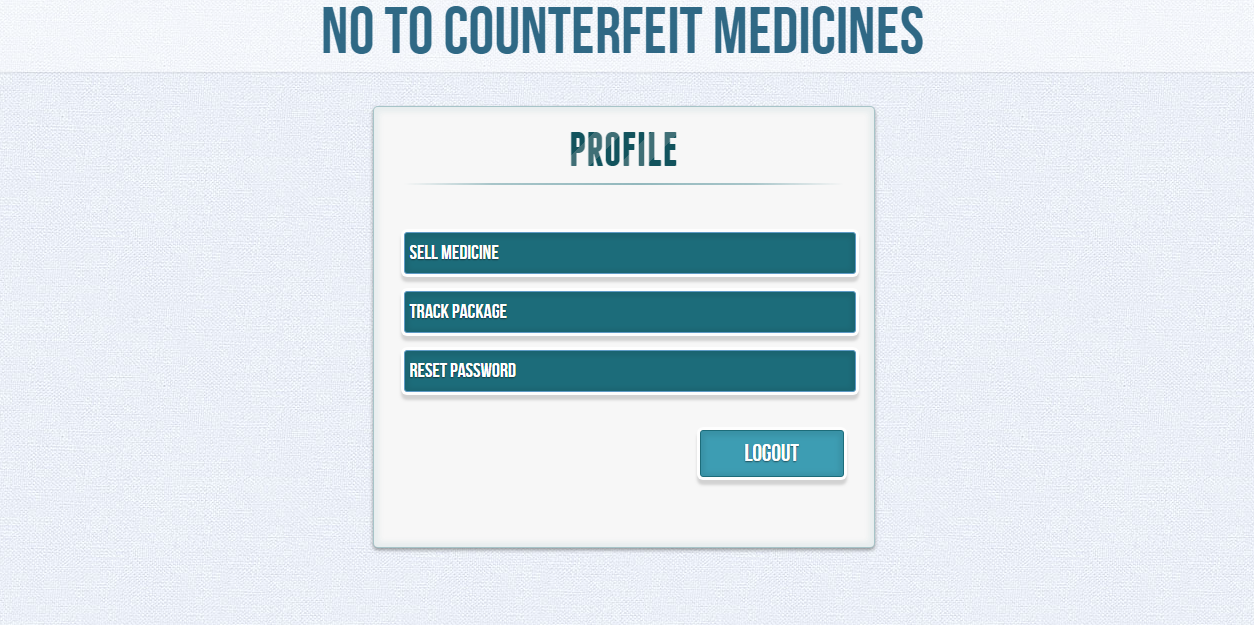 NO TO COUNTERFEIT MEDICINES
PROFILE
SELL MEDICINE
TRACK PACKAGE
RESET PASSWORD
LOGOUT